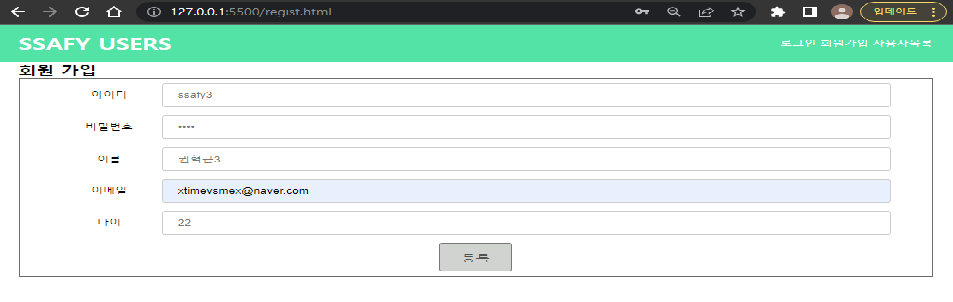 127.0.0.1:5500/regist.html
업데이트
SSAFY USERS
로그인 회원가입 사용자목록
회원 가입
아이디 ssafy3
비밀번호 ••••
이름 권혁근3
이메일 xtimevsmex@naver.com
나이 22
등록